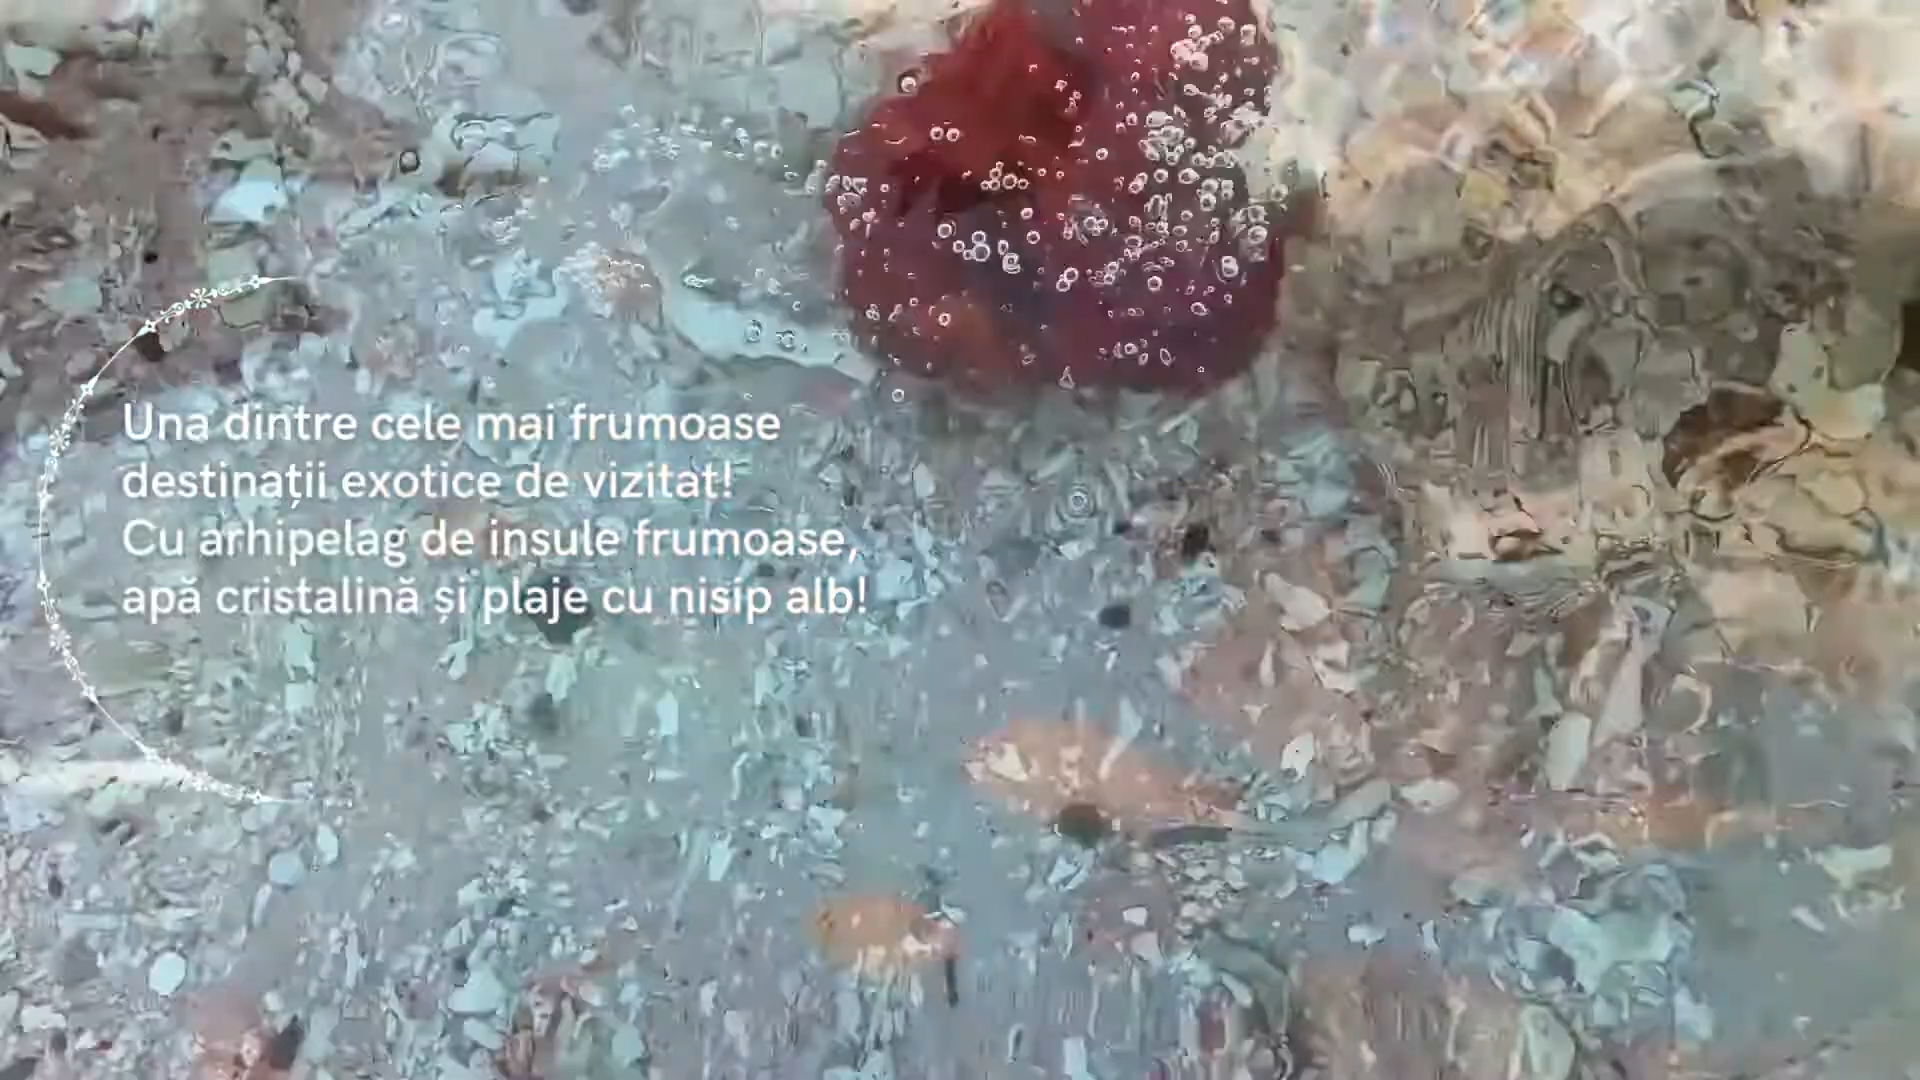 Una dintre cele mai frumoase
destinații exotice de vizitat!
Cu arhipelag de insule frumoase,
apă cristalină și plaje cu nisip alb!